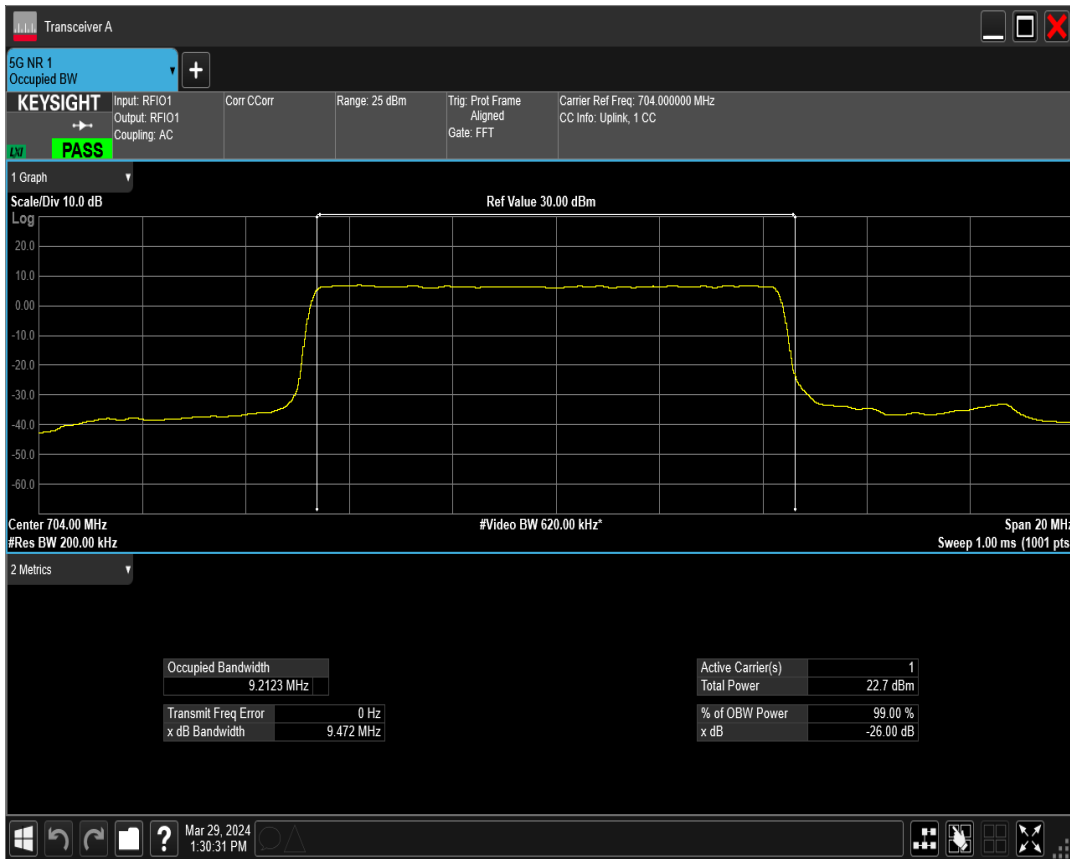 Transceiver A
5G NR 1
Occupied BW
+
KEYSIGHT
LXI
PASS
Input: RFIO1
Output: RFIO1
Coupling: AC
Corr CCorr
Range: 25 dBm
Trig: Prot Frame
Aligned
Gate: FFT
Carrier Ref Freq: 704.000000 MHz
CC Info: Uplink, 1 CC
1 Graph
Scale/Div 10.0 dB
Ref Value 30.00 dBm
Log
20.0
10.0
0.00
-10.0
-20.0
-30.0
-40.0
-50.0
-60.0
Center 704.00 MHz
#Video BW 620.00 kHz*
Span 20 MHz
#Res BW 200.00 kHz
Sweep 1.00 ms (1001 pts
2 Metrics
Occupied Bandwidth
9.2123 MHz
Transmit Freq Error 0 Hz
x dB Bandwidth 9.472 MHz
Active Carrier(s) 1
Total Power 22.7 dBm
% of OBW Power 99.00 %
x dB -26.00 dB
?
Mar 29, 2024
1:30:31 PM